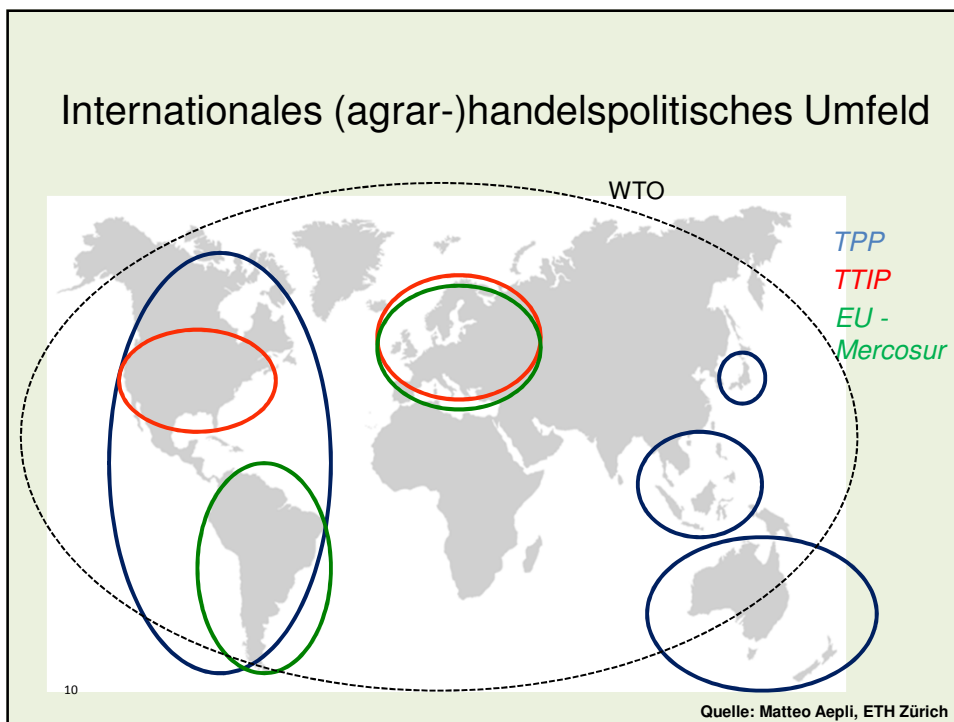 Internationales (agrar-)handelspolitisches Umfeld
WTO
TPP
TTIP
EU -
Mercosur
10
Quelle: Matteo Aepli, ETH Zürich